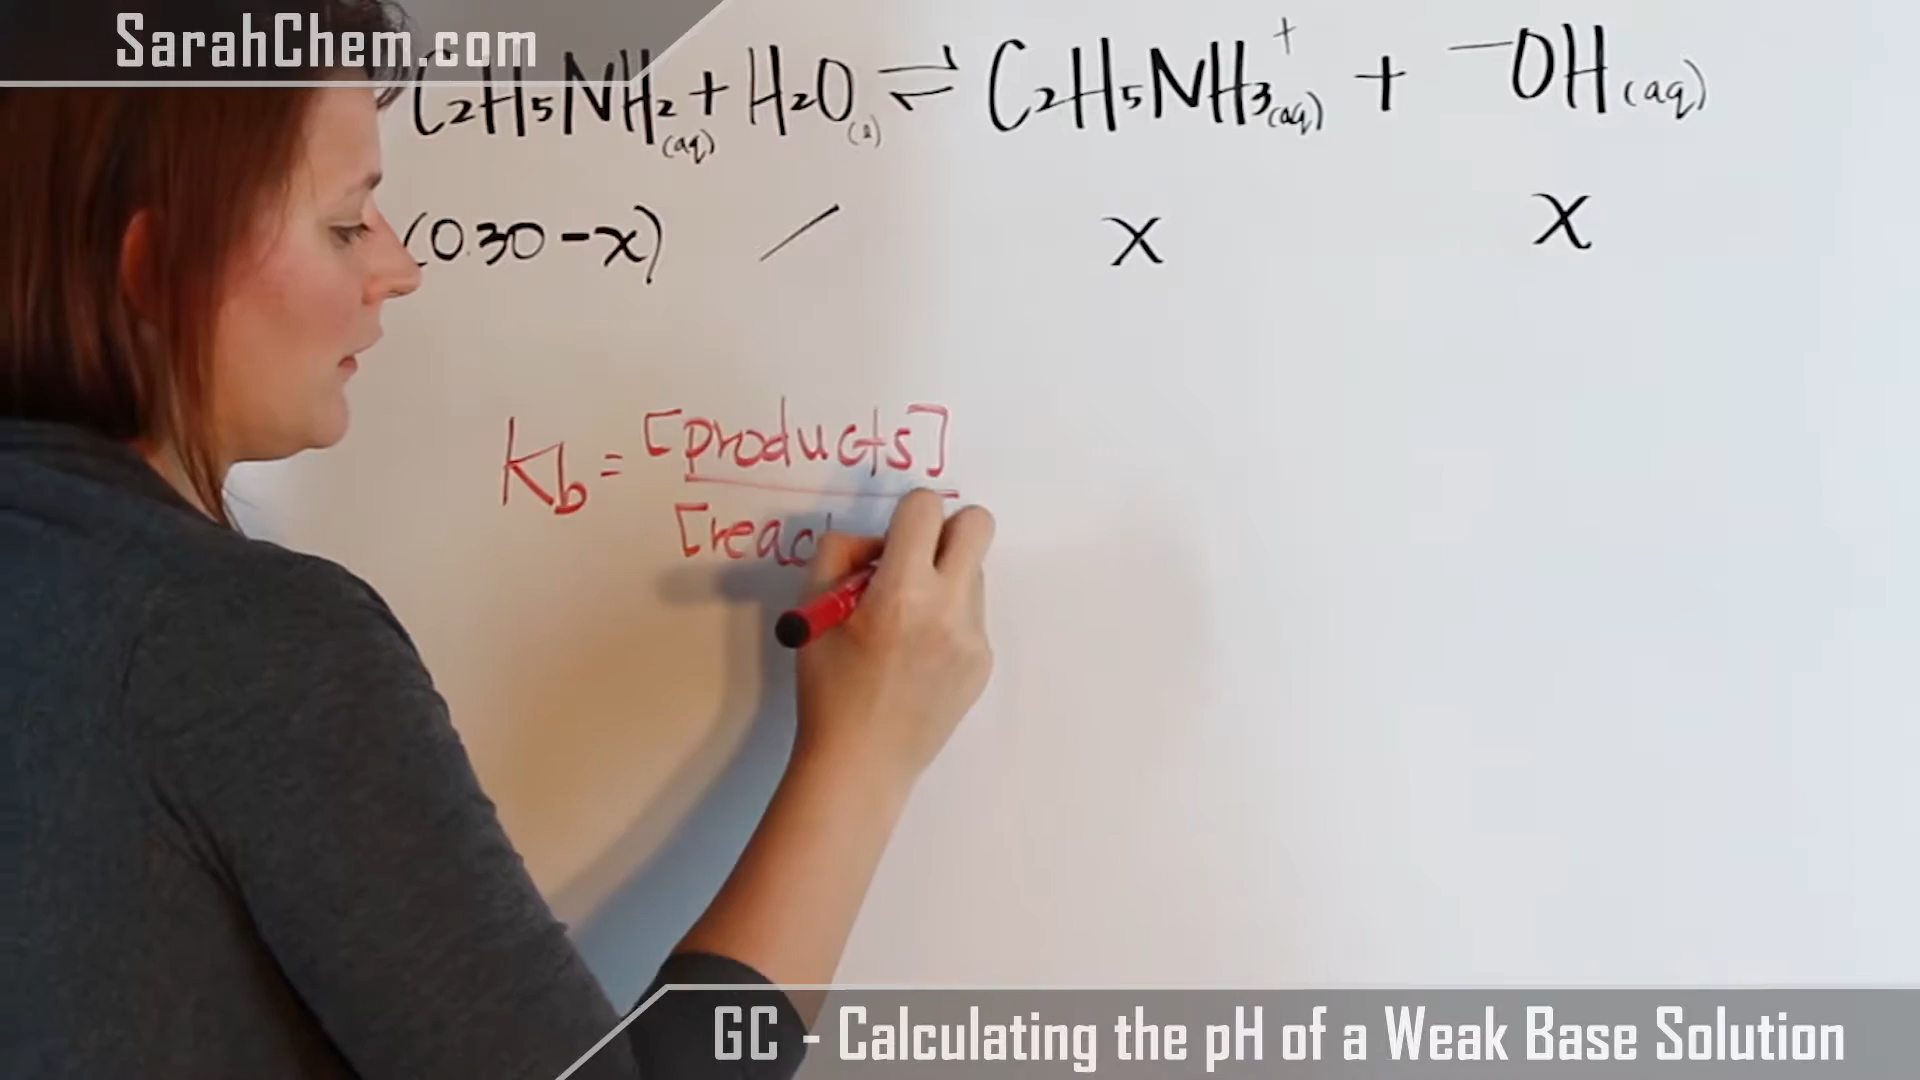 SarahChem.com
C₂H₅NH₂(aq) + H₂O(l) ⇌ C₂H₅NH₃⁺(aq) + ⁻OH(aq)
(0.30 - x) / x x
Kb = [products]
[reac
GC - Calculating the pH of a Weak Base Solution